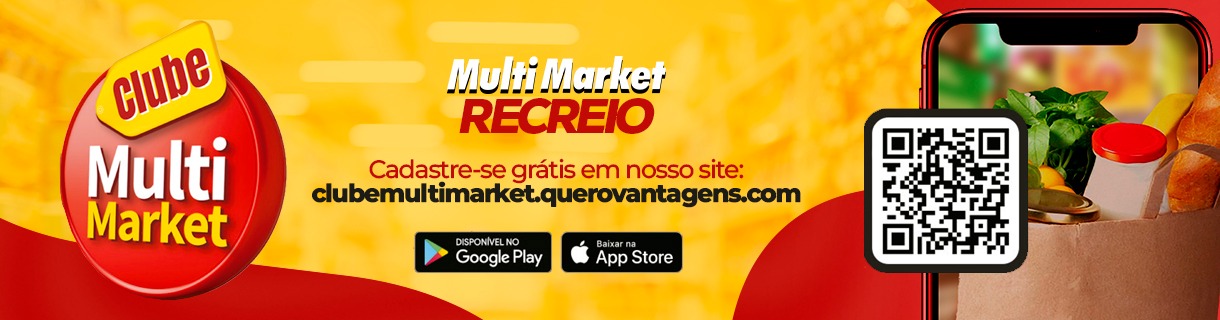 Clube
Multi
Market
Multi Market
RECREIO
Cadastre-se grátis em nosso site:
clubemultimarket.querovantagens.com
DISPONÍVEL NO
Google Play
Baixar na
App Store